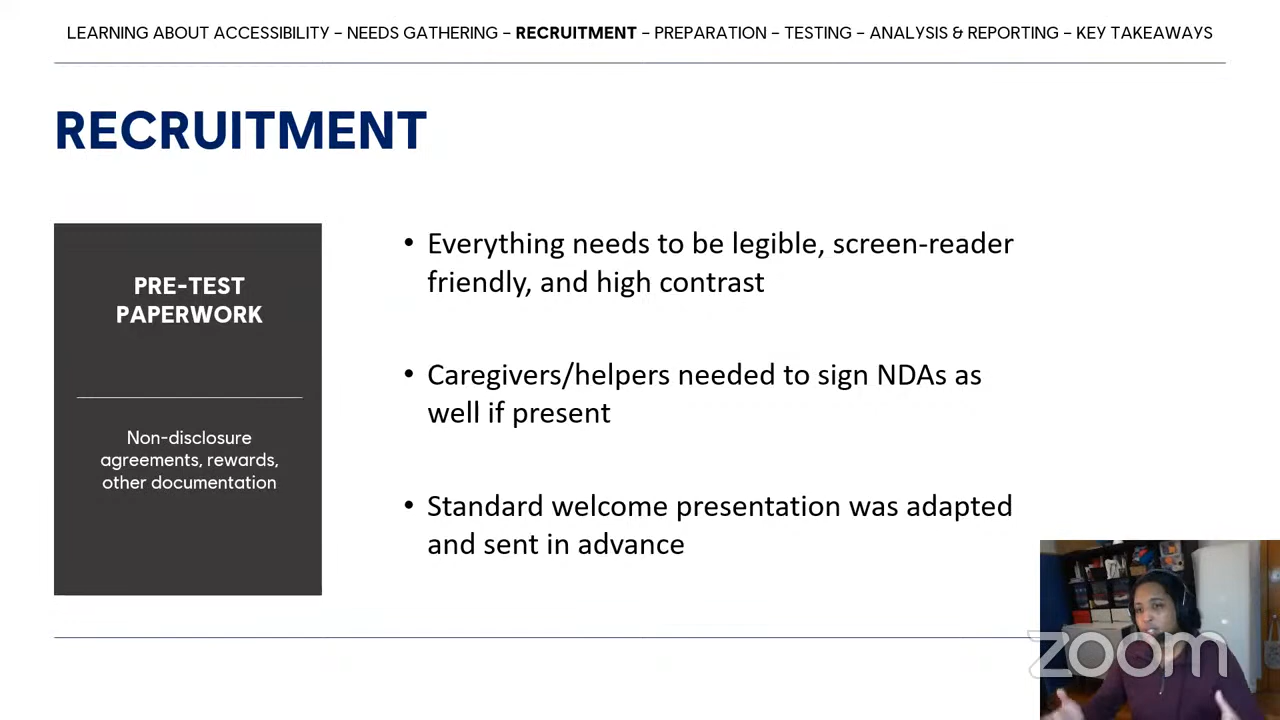 LEARNING ABOUT ACCESSIBILITY – NEEDS GATHERING – RECRUITMENT – PREPARATION – TESTING – ANALYSIS & REPORTING – KEY TAKEAWAYS
RECRUITMENT
PRE-TEST
PAPERWORK
Non-disclosure
agreements, rewards,
other documentation
• Everything needs to be legible, screen-reader
friendly, and high contrast
• Caregivers/helpers needed to sign NDAs as
well if present
• Standard welcome presentation was adapted
and sent in advance
zoom